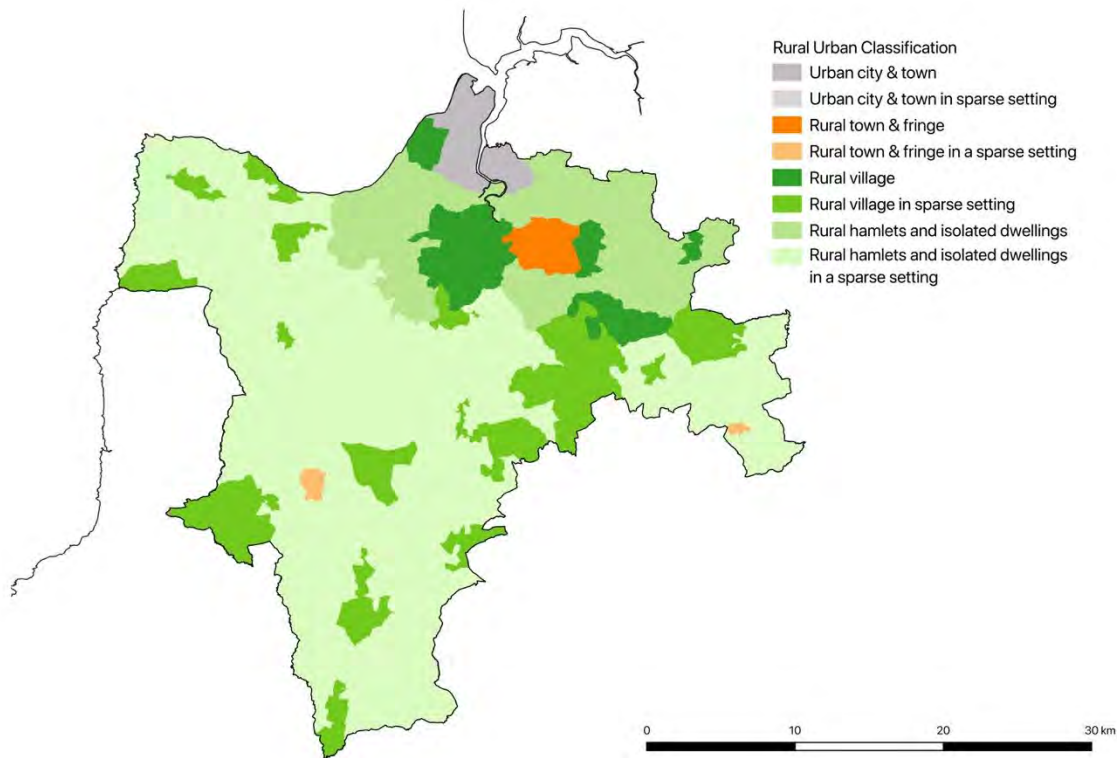 Rural Urban Classification
Urban city & town
Urban city & town in sparse setting
Rural town & fringe
Rural town & fringe in a sparse setting
Rural village
Rural village in sparse setting
Rural hamlets and isolated dwellings
Rural hamlets and isolated dwellings
in a sparse setting
0 10 20 30 km